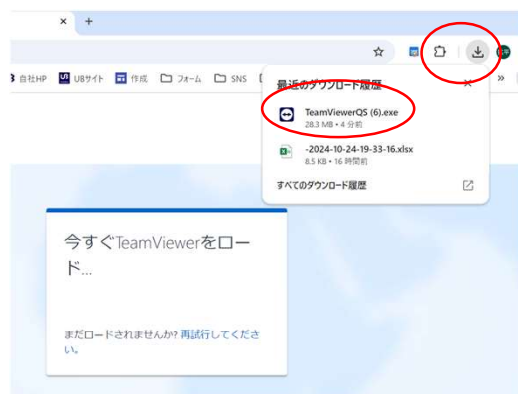 × +
自社HP U8サイト 作成 フォーム SNS
»
最近のダウンロード履歴 ×
TeamViewerQS (6).exe
28.3 MB • 4 分前
-2024-10-24-19-33-16.xlsx
8.5 KB • 16 時間前
すべてのダウンロード履歴
今すぐTeamViewerをロー
ド...
まだロードされませんか? 再試行してくださ
い。